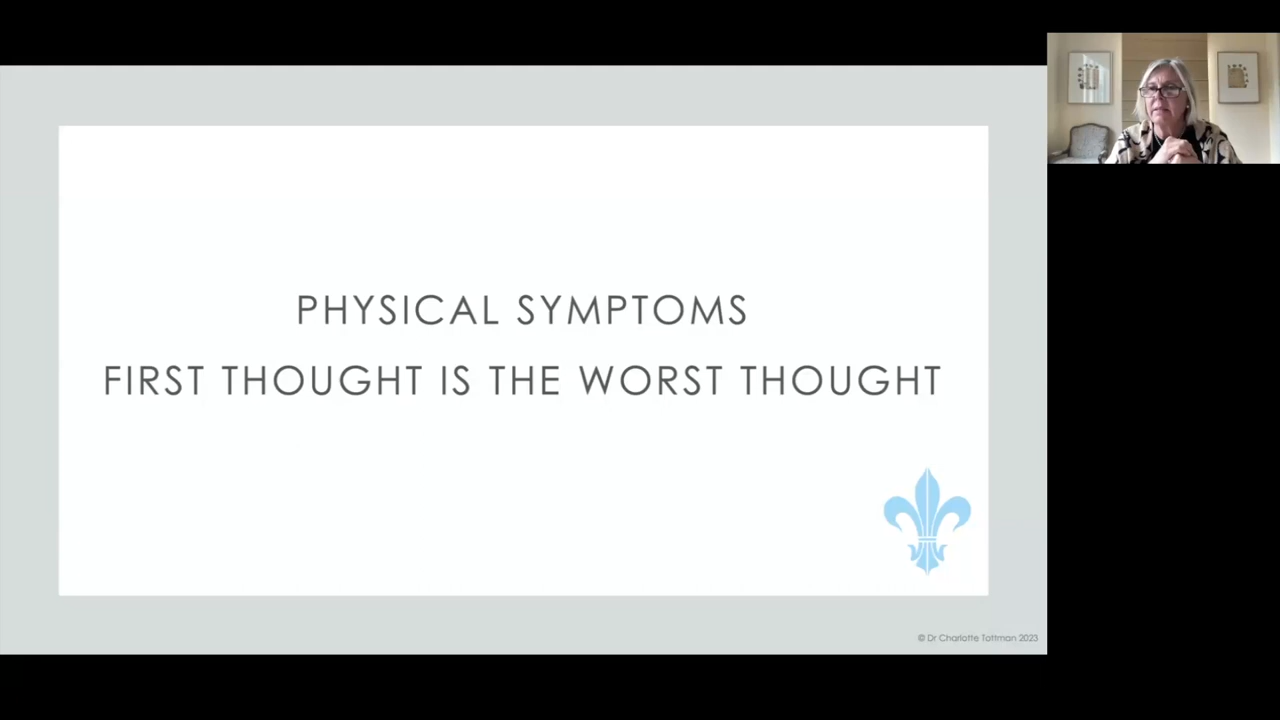 PHYSICAL SYMPTOMS
FIRST THOUGHT IS THE WORST THOUGHT
© Dr Charlotte Tottman 2023